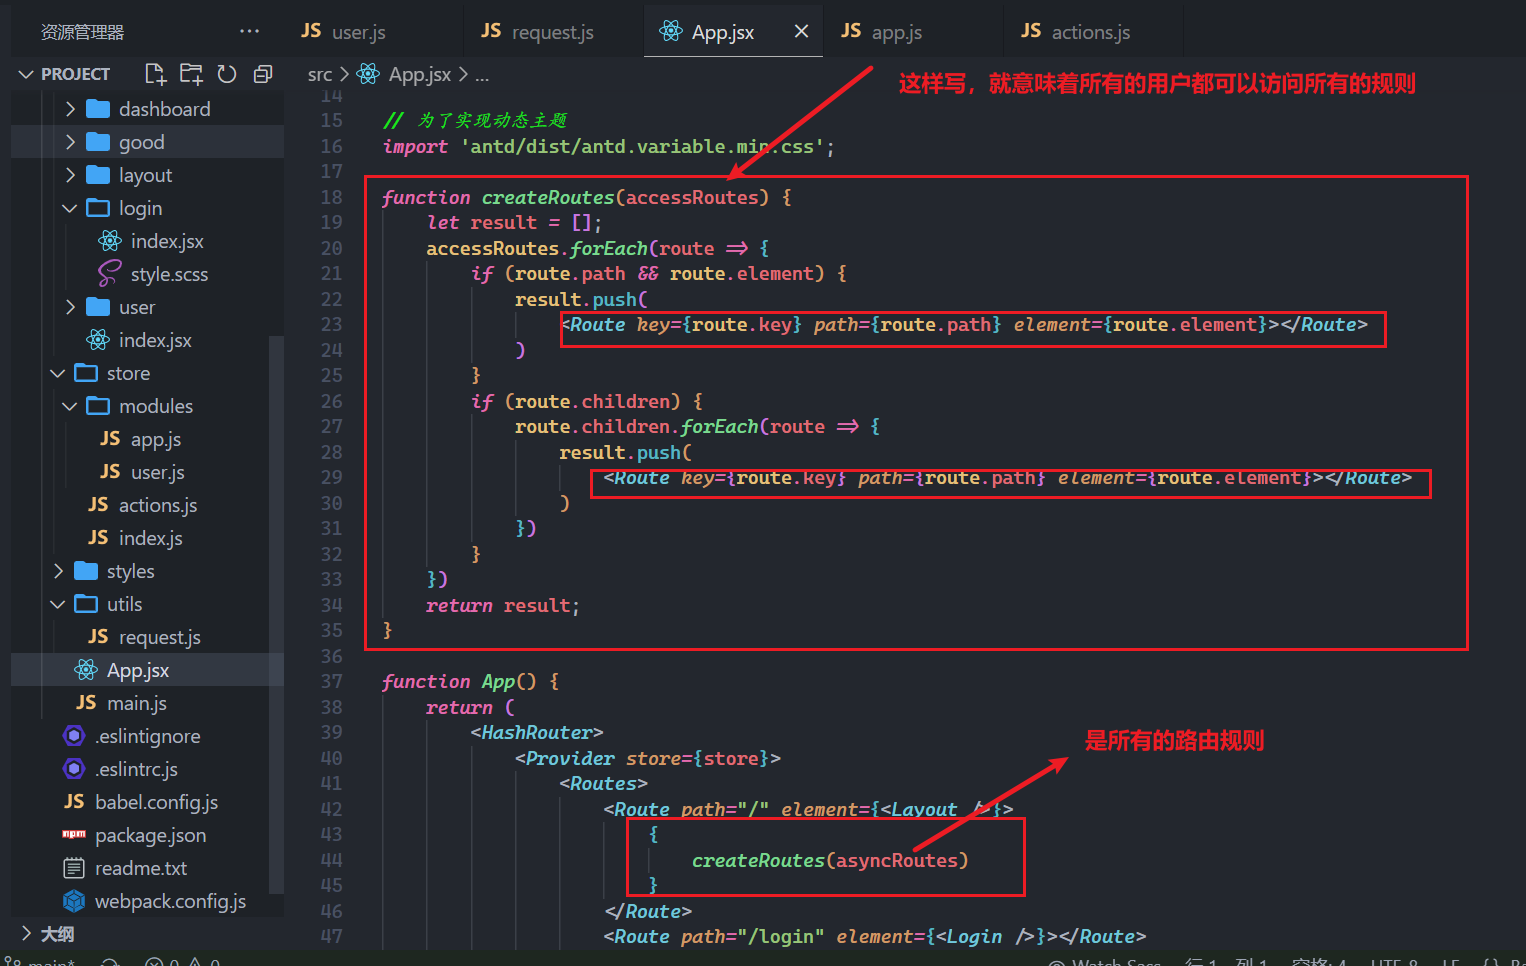 资源管理器
···
JS user.js
JS request.js
App.jsx
JS app.js
JS actions.js
PROJECT
src > App.jsx > ...
这样写，就意味着所有的用户都可以访问所有的规则
dashboard
good
layout
login
index.jsx
style.scss
user
index.jsx
store
modules
JS app.js
JS user.js
JS actions.js
JS index.js
styles
utils
JS request.js
App.jsx
JS main.js
.eslintignore
.eslintrc.js
JS babel.config.js
npm package.json
readme.txt
webpack.config.js
大纲
14
15 // 为了实现动态主题
16 import 'antd/dist/antd.variable.min.css';
17
18 function createRoutes(accessRoutes) {
19 let result = [];
20 accessRoutes.forEach(route => {
21 if (route.path && route.element) {
22 result.push(
23 <Route key={route.key} path={route.path} element={route.element}></Route>
24 )
25 }
26 if (route.children) {
27 route.children.forEach(route => {
28 result.push(
29 <Route key={route.key} path={route.path} element={route.element}></Route>
30 )
31 })
32 }
33 })
34 return result;
35 }
36
37 function App() {
38 return (
39 <HashRouter>
40 <Provider store={store}>
是所有的路由规则
41 <Routes>
42 <Route path="/" element={<Layout />}>
43 {
44 createRoutes(asyncRoutes)
45 }
46 </Route>
47 <Route path="/login" element={<Login />}></Route>
main*
0 0
Watch Sass
行 1, 列 1
空格: 4
UTF-8
LF